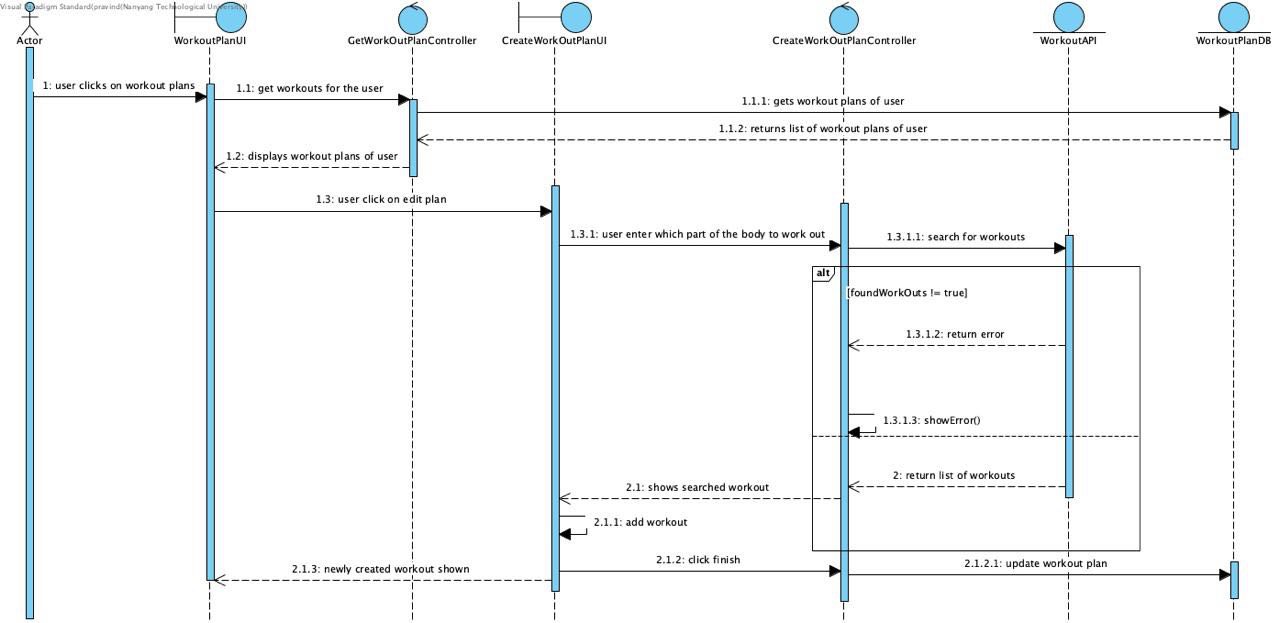 Visual Paradigm Standard(pravind(Nanyang Technological University))
Actor
WorkoutPlanUI
GetWorkOutPlanController
CreateWorkOutPlanUI
CreateWorkOutPlanController
WorkoutAPI
WorkoutPlanDB
1: user clicks on workout plans
1.1: get workouts for the user
1.1.1: gets workout plans of user
1.1.2: returns list of workout plans of user
1.2: displays workout plans of user
1.3: user click on edit plan
1.3.1: user enter which part of the body to work out
1.3.1.1: search for workouts
alt
[foundWorkOuts != true]
1.3.1.2: return error
1.3.1.3: showError()
2: return list of workouts
2.1: shows searched workout
2.1.1: add workout
2.1.2: click finish
2.1.2.1: update workout plan
2.1.3: newly created workout shown